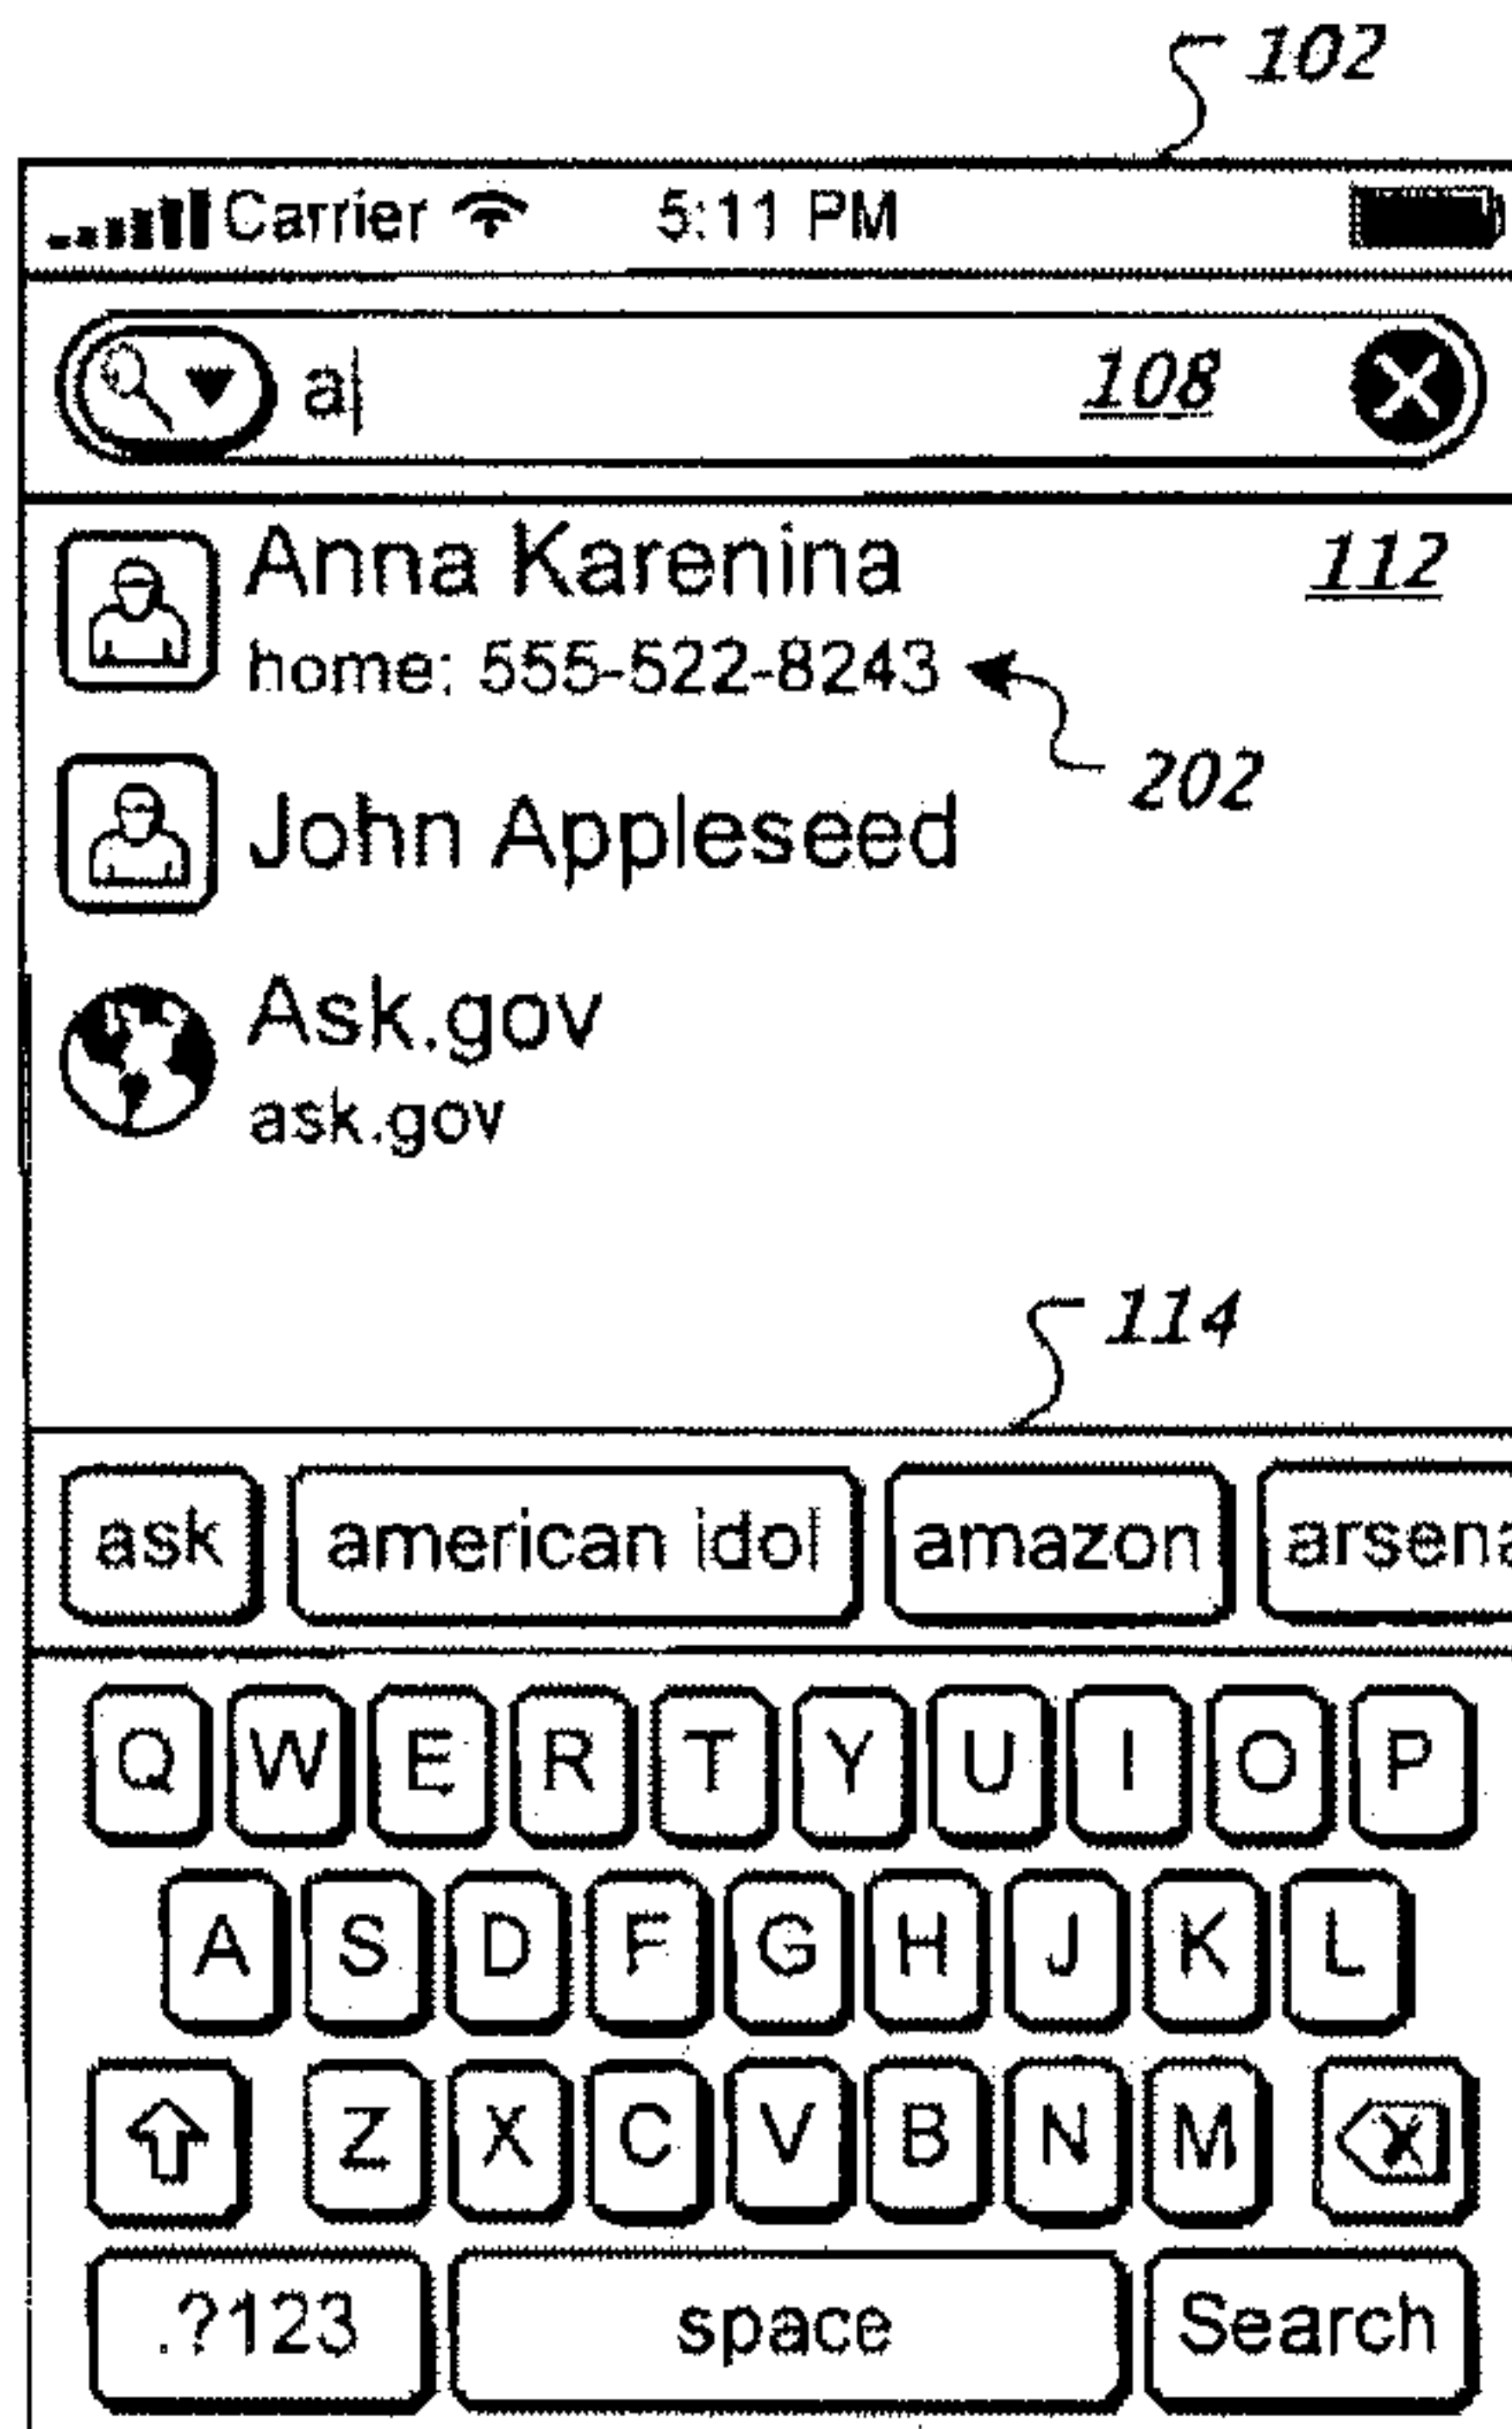 102
Carrier 5:11 PM
a 108
Anna Karenina 112
home: 555-522-8243
202
John Appleseed
Ask.gov
ask.gov
114
ask american idol amazon arsena
Q W E R T Y U I O P
A S D F G H J K L
Z X C V B N M
.?123 space Search